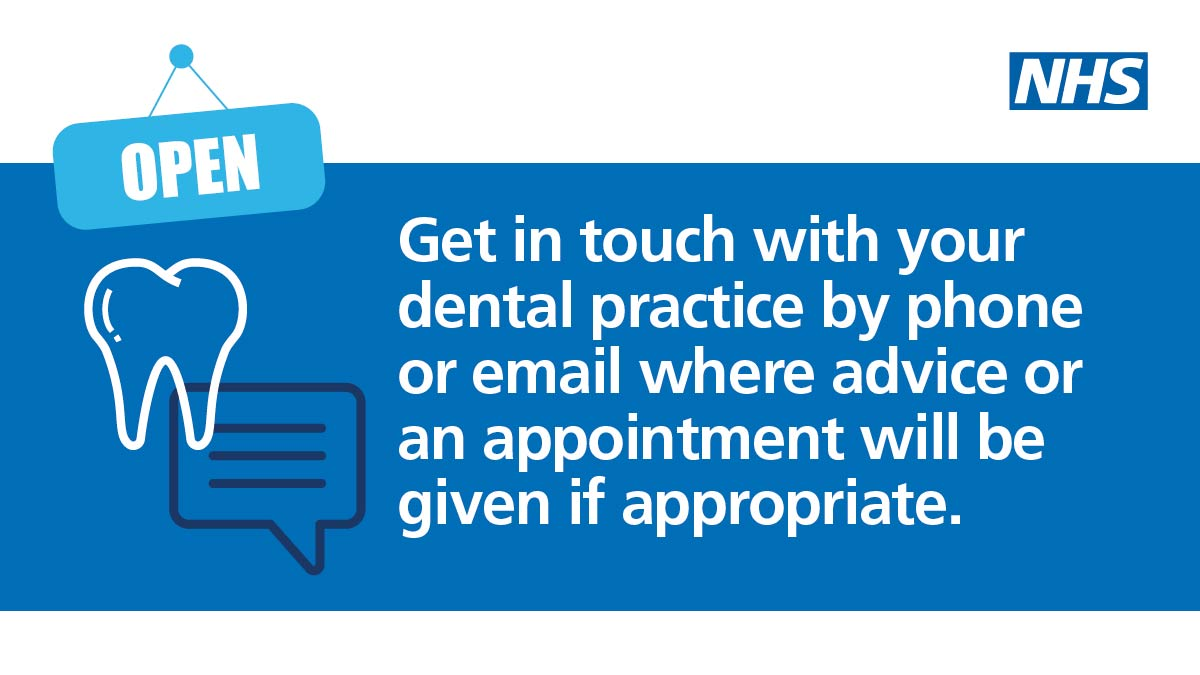 NHS
OPEN
Get in touch with your
dental practice by phone
or email where advice or
an appointment will be
given if appropriate.